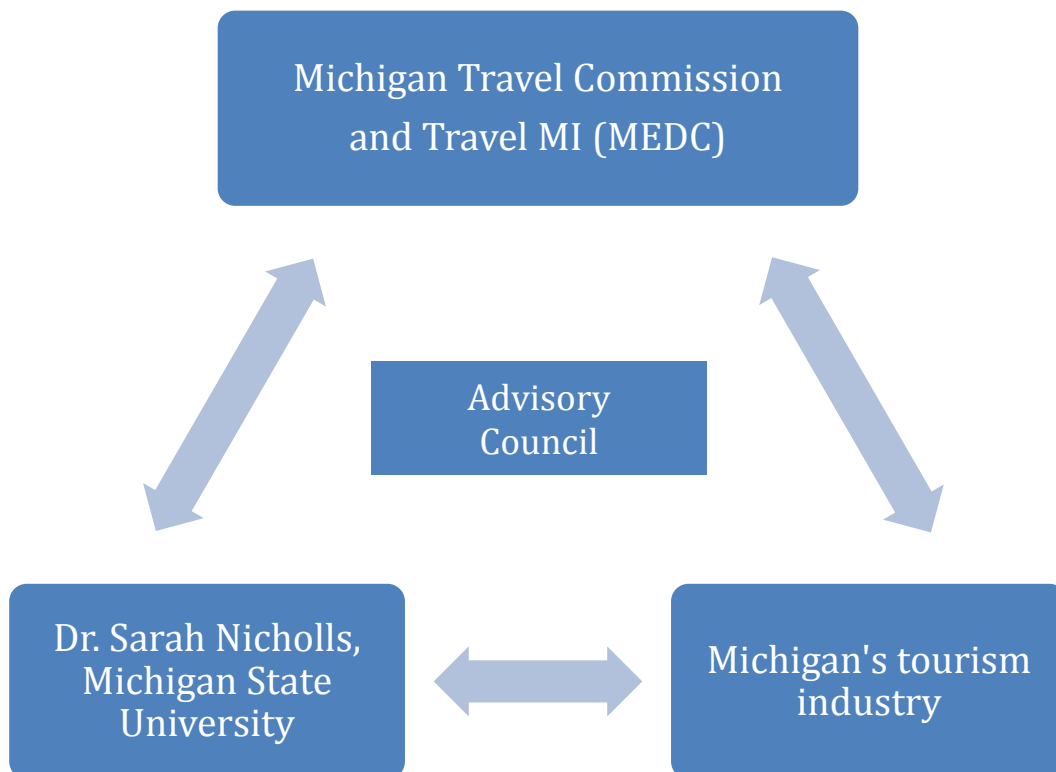 Michigan Travel Commission
and Travel MI (MEDC)
Advisory
Council
Dr. Sarah Nicholls,
Michigan State
University
Michigan's tourism
industry